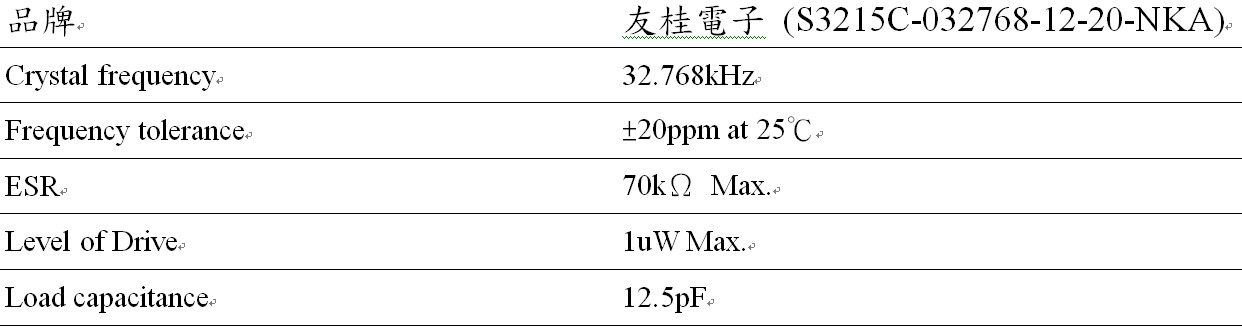 品牌 友桂電子 (S3215C-032768-12-20-NKA)
Crystal frequency 32.768kHz
Frequency tolerance ±20ppm at 25℃
ESR 70kΩ Max.
Level of Drive 1uW Max.
Load capacitance 12.5pF